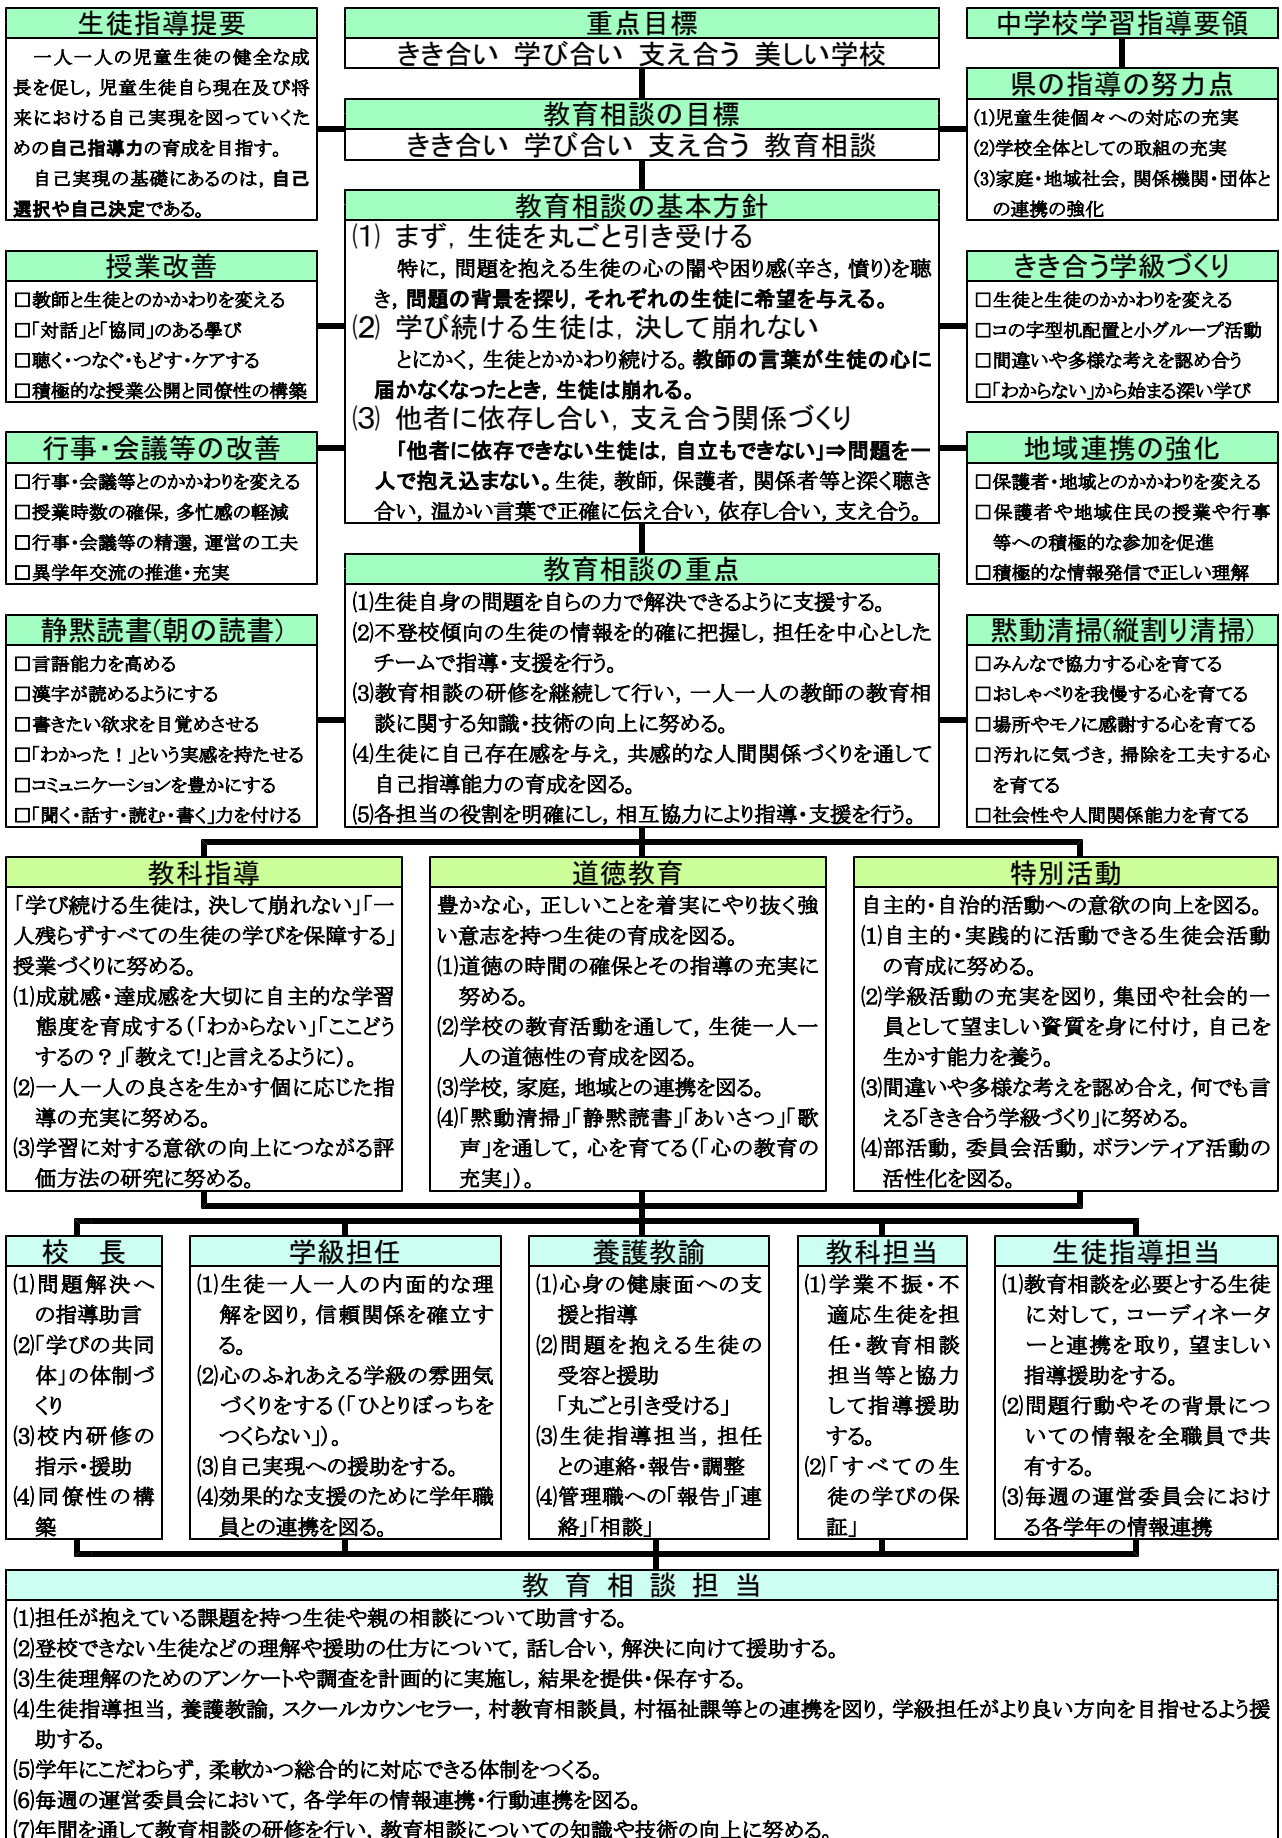 生徒指導提要
一人一人の児童生徒の健全な成
長を促し，児童生徒自ら現在及び将
来における自己実現を図っていくた
めの自己指導力の育成を目指す。
自己実現の基礎にあるのは，自己
選択や自己決定である。
重点目標
きき合い 学び合い 支え合う 美しい学校
教育相談の目標
きき合い 学び合い 支え合う 教育相談
中学校学習指導要領
県の指導の努力点
⑴児童生徒個々への対応の充実
⑵学校全体としての取組の充実
⑶家庭・地域社会，関係機関・団体と
の連携の強化
教育相談の基本方針
⑴ まず，生徒を丸ごと引き受ける
特に，問題を抱える生徒の心の闇や困り感(辛さ，憤り)を聴
き，問題の背景を探り，それぞれの生徒に希望を与える。
⑵ 学び続ける生徒は，決して崩れない
とにかく，生徒とかかわり続ける。教師の言葉が生徒の心に
届かなくなったとき，生徒は崩れる。
⑶ 他者に依存し合い，支え合う関係づくり
「他者に依存できない生徒は，自立もできない」⇒問題を一
人で抱え込まない。生徒，教師，保護者，関係者等と深く聴き
合い，温かい言葉で正確に伝え合い，依存し合い，支え合う。
授業改善
□教師と生徒とのかかわりを変える
□「対話」と「協同」のある學び
□聴く・つなぐ・もどす・ケアする
□積極的な授業公開と同僚性の構築
きき合う学級づくり
□生徒と生徒のかかわりを変える
□コの字型机配置と小グループ活動
□間違いや多様な考えを認め合う
□「わからない」から始まる深い学び
行事・会議等の改善
□行事・会議等とのかかわりを変える
□授業時数の確保，多忙感の軽減
□行事・会議等の精選，運営の工夫
□異学年交流の推進・充実
地域連携の強化
□保護者・地域とのかかわりを変える
□保護者や地域住民の授業や行事
等への積極的な参加を促進
□積極的な情報発信で正しい理解
教育相談の重点
⑴生徒自身の問題を自らの力で解決できるように支援する。
⑵不登校傾向の生徒の情報を的確に把握し，担任を中心とした
チームで指導・支援を行う。
⑶教育相談の研修を継続して行い，一人一人の教師の教育相
談に関する知識・技術の向上に努める。
⑷生徒に自己存在感を与え，共感的な人間関係づくりを通して
自己指導能力の育成を図る。
⑸各担当の役割を明確にし，相互協力により指導・支援を行う。
静黙読書(朝の読書)
□言語能力を高める
□漢字が読めるようにする
□書きたい欲求を目覚めさせる
□「わかった！」という実感を持たせる
□コミュニケーションを豊かにする
□「聞く・話す・読む・書く」力を付ける
黙動清掃(縦割り清掃)
□みんなで協力する心を育てる
□おしゃべりを我慢する心を育てる
□場所やモノに感謝する心を育てる
□汚れに気づき，掃除を工夫する心
を育てる
□社会性や人間関係能力を育てる
教科指導
「学び続ける生徒は，決して崩れない」「一
人残らずすべての生徒の学びを保障する」
授業づくりに努める。
⑴成就感・達成感を大切に自主的な学習
態度を育成する（「わからない」「ここどう
するの？」「教えて!」と言えるように）。
⑵一人一人の良さを生かす個に応じた指
導の充実に努める。
⑶学習に対する意欲の向上につながる評
価方法の研究に努める。
道徳教育
豊かな心，正しいことを着実にやり抜く強
い意志を持つ生徒の育成を図る。
⑴道徳の時間の確保とその指導の充実に
努める。
⑵学校の教育活動を通して，生徒一人一
人の道徳性の育成を図る。
⑶学校，家庭，地域との連携を図る。
⑷「黙動清掃」「静黙読書」「あいさつ」「歌
声」を通して，心を育てる（「心の教育の
充実」）。
特別活動
自主的・自治的活動への意欲の向上を図る。
⑴自主的・実践的に活動できる生徒会活動
の育成に努める。
⑵学級活動の充実を図り，集団や社会的一
員として望ましい資質を身に付け，自己を
生かす能力を養う。
⑶間違いや多様な考えを認め合え，何でも言
える「きき合う学級づくり」に努める。
⑷部活動，委員会活動，ボランティア活動の
活性化を図る。
校　長
⑴問題解決へ
の指導助言
⑵「学びの共同
体」の体制づ
くり
⑶校内研修の
指示・援助
⑷同僚性の構
築
学級担任
⑴生徒一人一人の内面的な理
解を図り，信頼関係を確立す
る。
⑵心のふれあえる学級の雰囲気
づくりをする（「ひとりぼっちを
つくらない」）。
⑶自己実現への援助をする。
⑷効果的な支援のために学年職
員との連携を図る。
養護教諭
⑴心身の健康面への支
援と指導
⑵問題を抱える生徒の
受容と援助
「丸ごと引き受ける」
⑶生徒指導担当，担任
との連絡・報告・調整
⑷管理職への「報告」「連
絡」「相談」
教科担当
⑴学業不振・不
適応生徒を担
任・教育相談
担当等と協力
して指導援助
する。
⑵「すべての生
徒の学びの保
証」
生徒指導担当
⑴教育相談を必要とする生徒
に対して，コーディネータ
ーと連携を取り，望ましい
指導援助をする。
⑵問題行動やその背景につ
いての情報を全職員で共
有する。
⑶毎週の運営委員会におけ
る各学年の情報連携
教 育 相 談 担 当
⑴担任が抱えている課題を持つ生徒や親の相談について助言する。
⑵登校できない生徒などの理解や援助の仕方について，話し合い，解決に向けて援助する。
⑶生徒理解のためのアンケートや調査を計画的に実施し，結果を提供・保存する。
⑷生徒指導担当，養護教諭，スクールカウンセラー，村教育相談員，村福祉課等との連携を図り，学級担任がより良い方向を目指せるよう援
助する。
⑸学年にこだわらず，柔軟かつ総合的に対応できる体制をつくる。
⑹毎週の運営委員会において，各学年の情報連携・行動連携を図る。
⑺年間を通して教育相談の研修を行い，教育相談についての知識や技術の向上に努める。